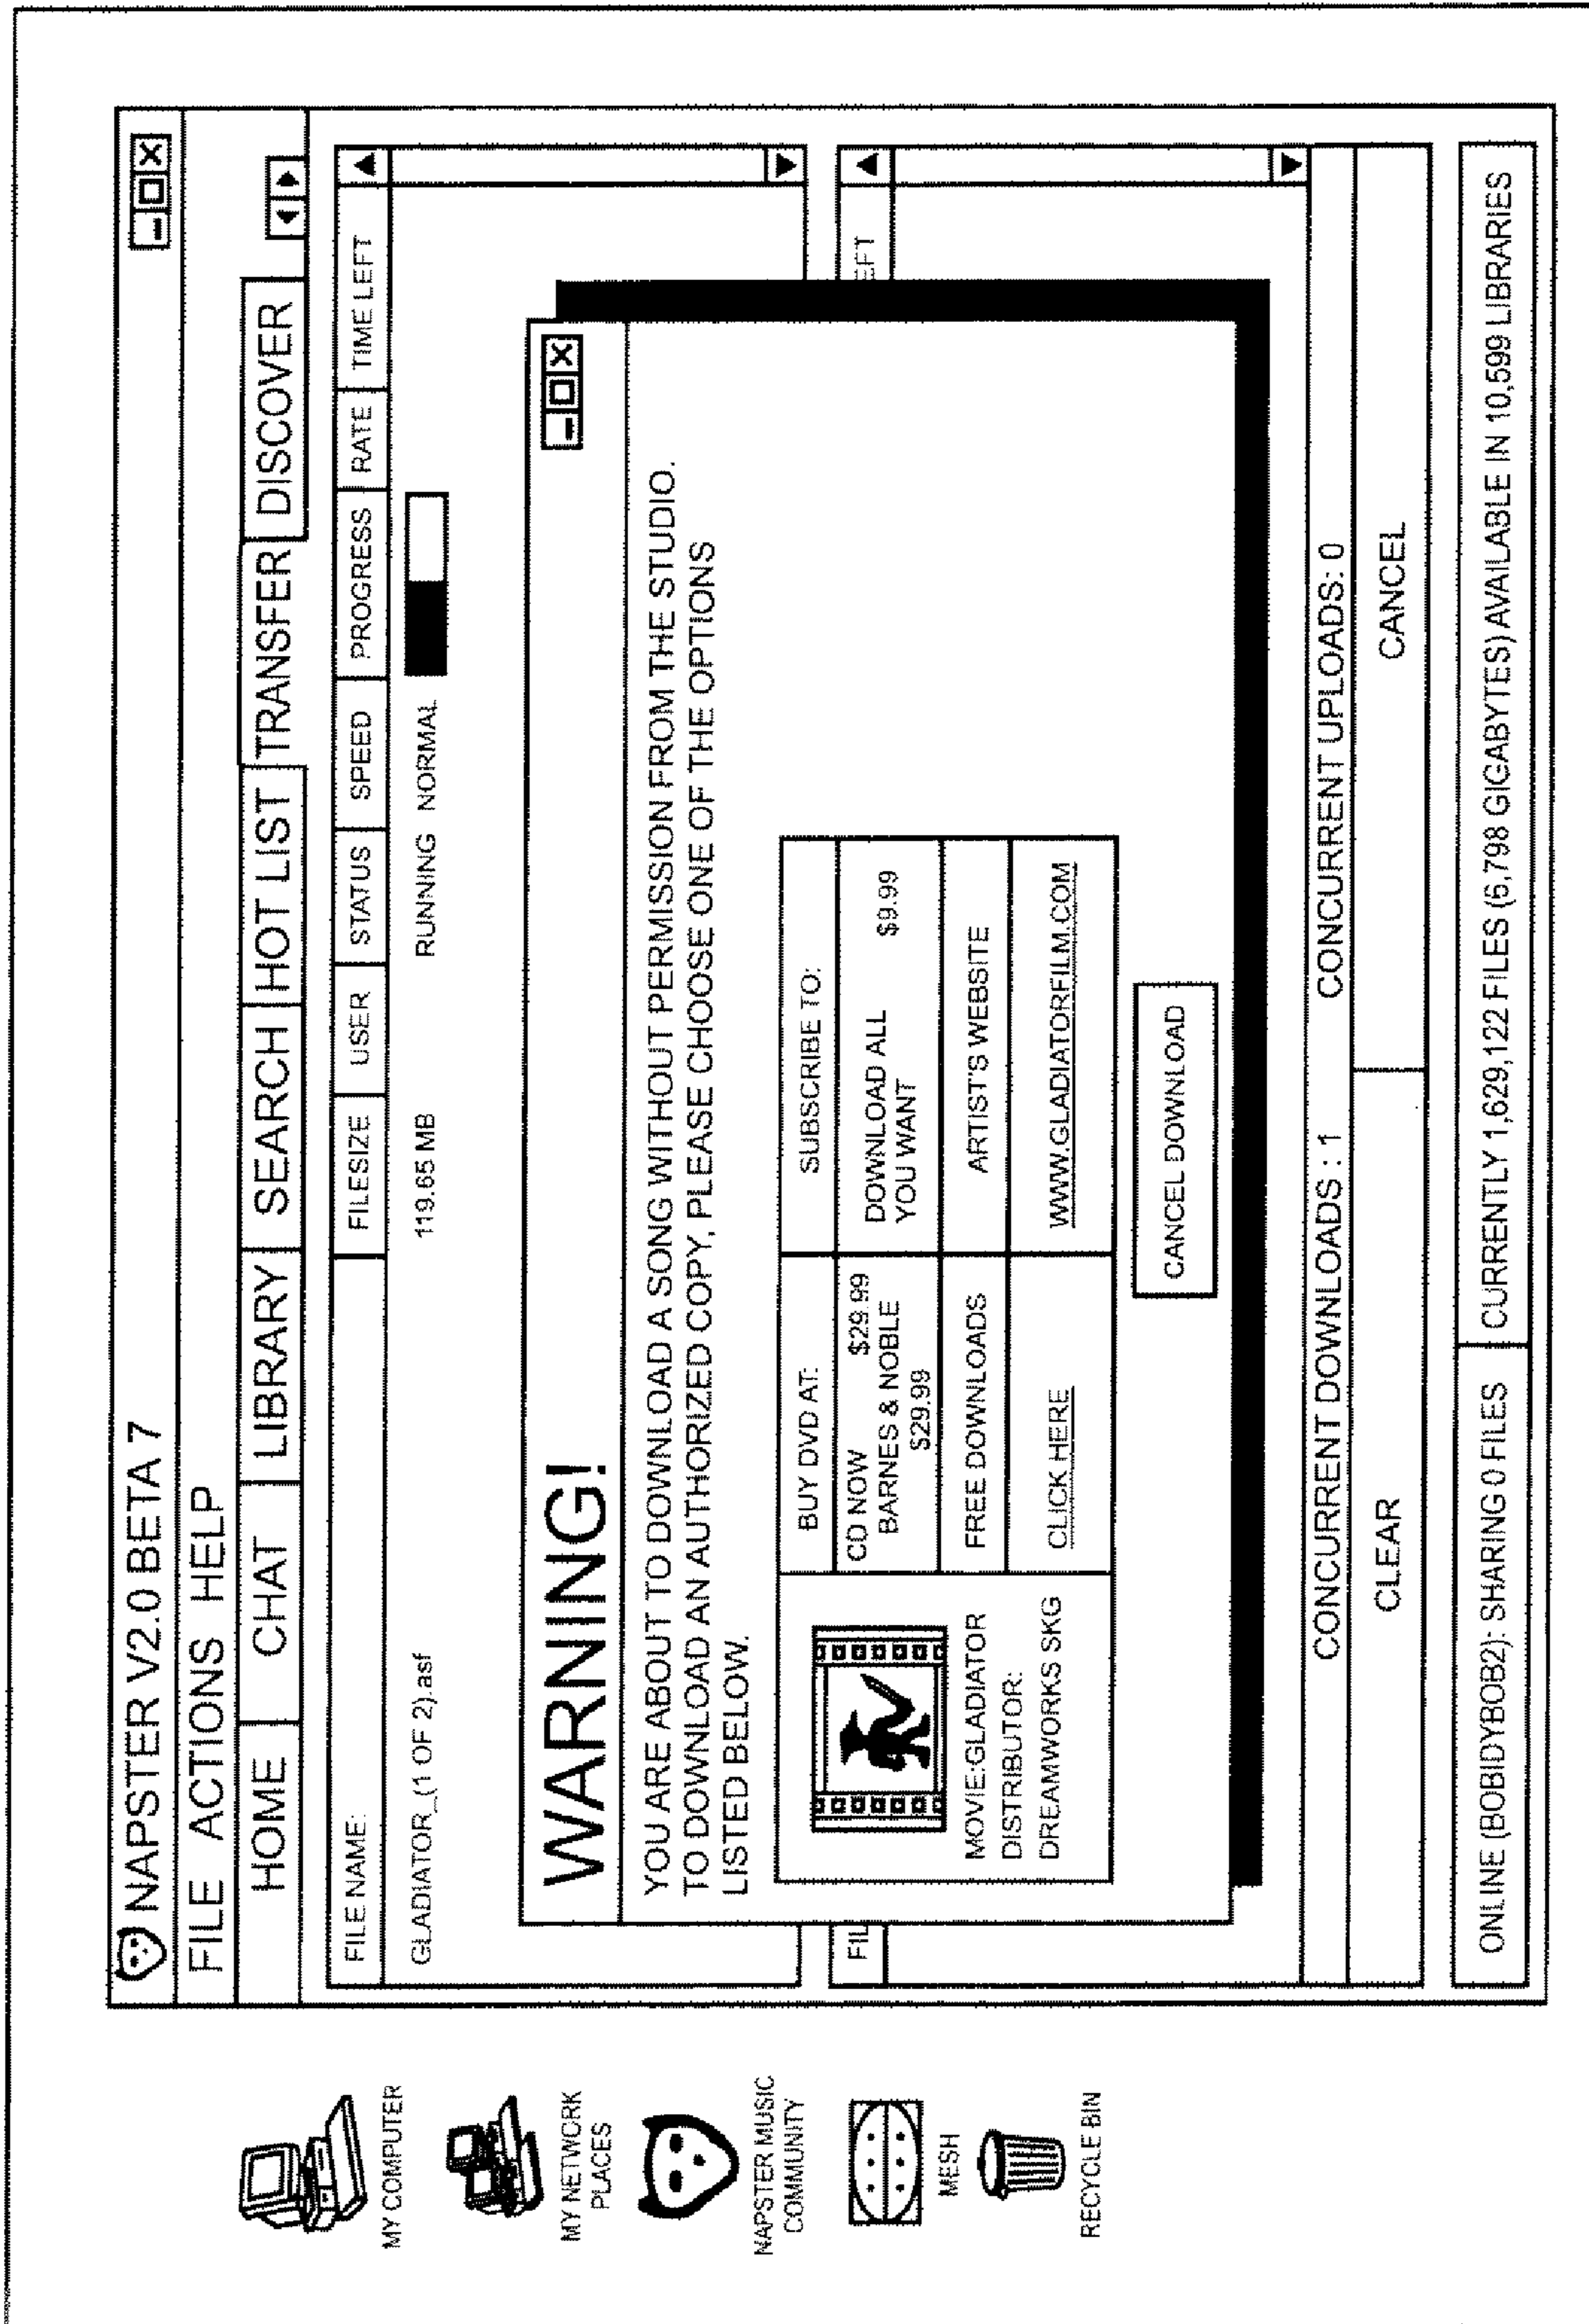 NAPSTER V2.0 BETA 7
FILE ACTIONS HELP
HOME CHAT LIBRARY SEARCH HOT LIST TRANSFER DISCOVER
FILE NAME: FILESIZE USER STATUS SPEED PROGRESS RATE TIME LEFT
GLADIATOR_(1 OF 2).asf 119.65 MB RUNNING NORMAL
WARNING!
YOU ARE ABOUT TO DOWNLOAD A SONG WITHOUT PERMISSION FROM THE STUDIO.
TO DOWNLOAD AN AUTHORIZED COPY, PLEASE CHOOSE ONE OF THE OPTIONS
LISTED BELOW.
MOVIE:GLADIATOR
DISTRIBUTOR:
DREAMWORKS SKG
BUY DVD AT: SUBSCRIBE TO:
CD NOW $29.99
BARNES & NOBLE
$29.99
DOWNLOAD ALL $9.99
YOU WANT
FREE DOWNLOADS ARTIST'S WEBSITE
CLICK HERE WWW.GLADIATORFILM.COM
CANCEL DOWNLOAD
FIL EFT
CONCURRENT DOWNLOADS : 1 CONCURRENT UPLOADS: 0
CLEAR CANCEL
ONLINE (BOBIDYBOB2): SHARING 0 FILES CURRENTLY 1,629,122 FILES (6,798 GIGABYTES) AVAILABLE IN 10,599 LIBRARIES
MY COMPUTER
MY NETWORK
PLACES
NAPSTER MUSIC
COMMUNITY
MESH
RECYCLE BIN